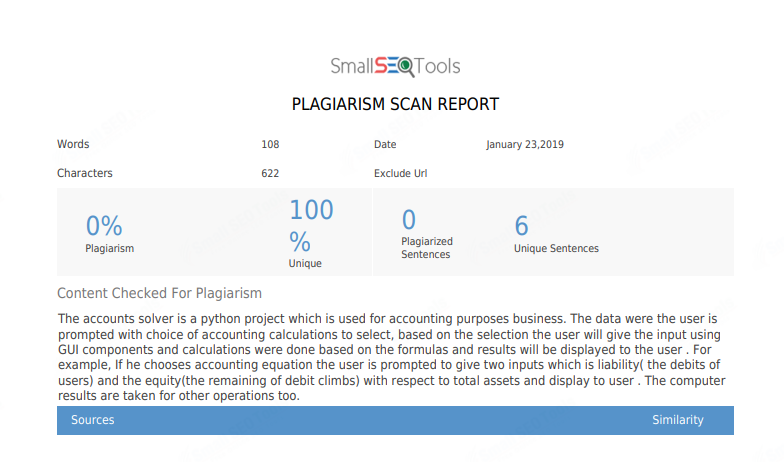 SmallSEOTools
PLAGIARISM SCAN REPORT
Words 108 Date January 23,2019
Characters 622 Exclude Url
0%
Plagiarism
100
%
Unique
0
Plagiarized
Sentences
6
Unique Sentences
Content Checked For Plagiarism
The accounts solver is a python project which is used for accounting purposes business. The data were the user is
prompted with choice of accounting calculations to select, based on the selection the user will give the input using
GUI components and calculations were done based on the formulas and results will be displayed to the user . For
example, If he chooses accounting equation the user is prompted to give two inputs which is liability( the debits of
users) and the equity(the remaining of debit climbs) with respect to total assets and display to user . The computer
results are taken for other operations too.
Sources Similarity